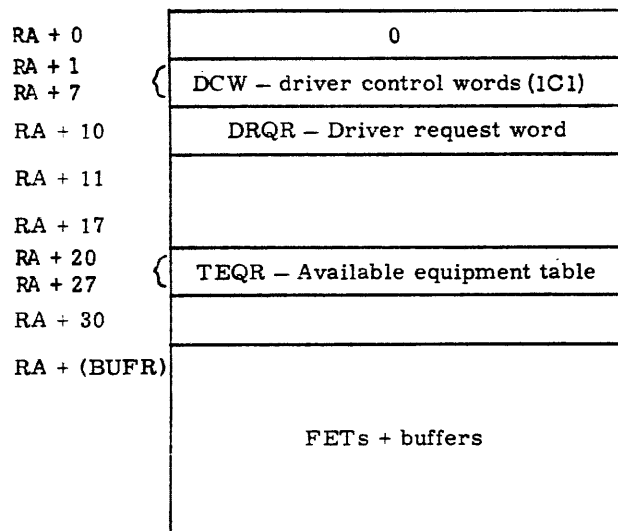 RA + 0 0
RA + 1
RA + 7 DCW – driver control words (1C1)
RA + 10 DRQR – Driver request word
RA + 11
RA + 17
RA + 20
RA + 27 TEQR – Available equipment table
RA + 30
RA + (BUFR)
FETs + buffers